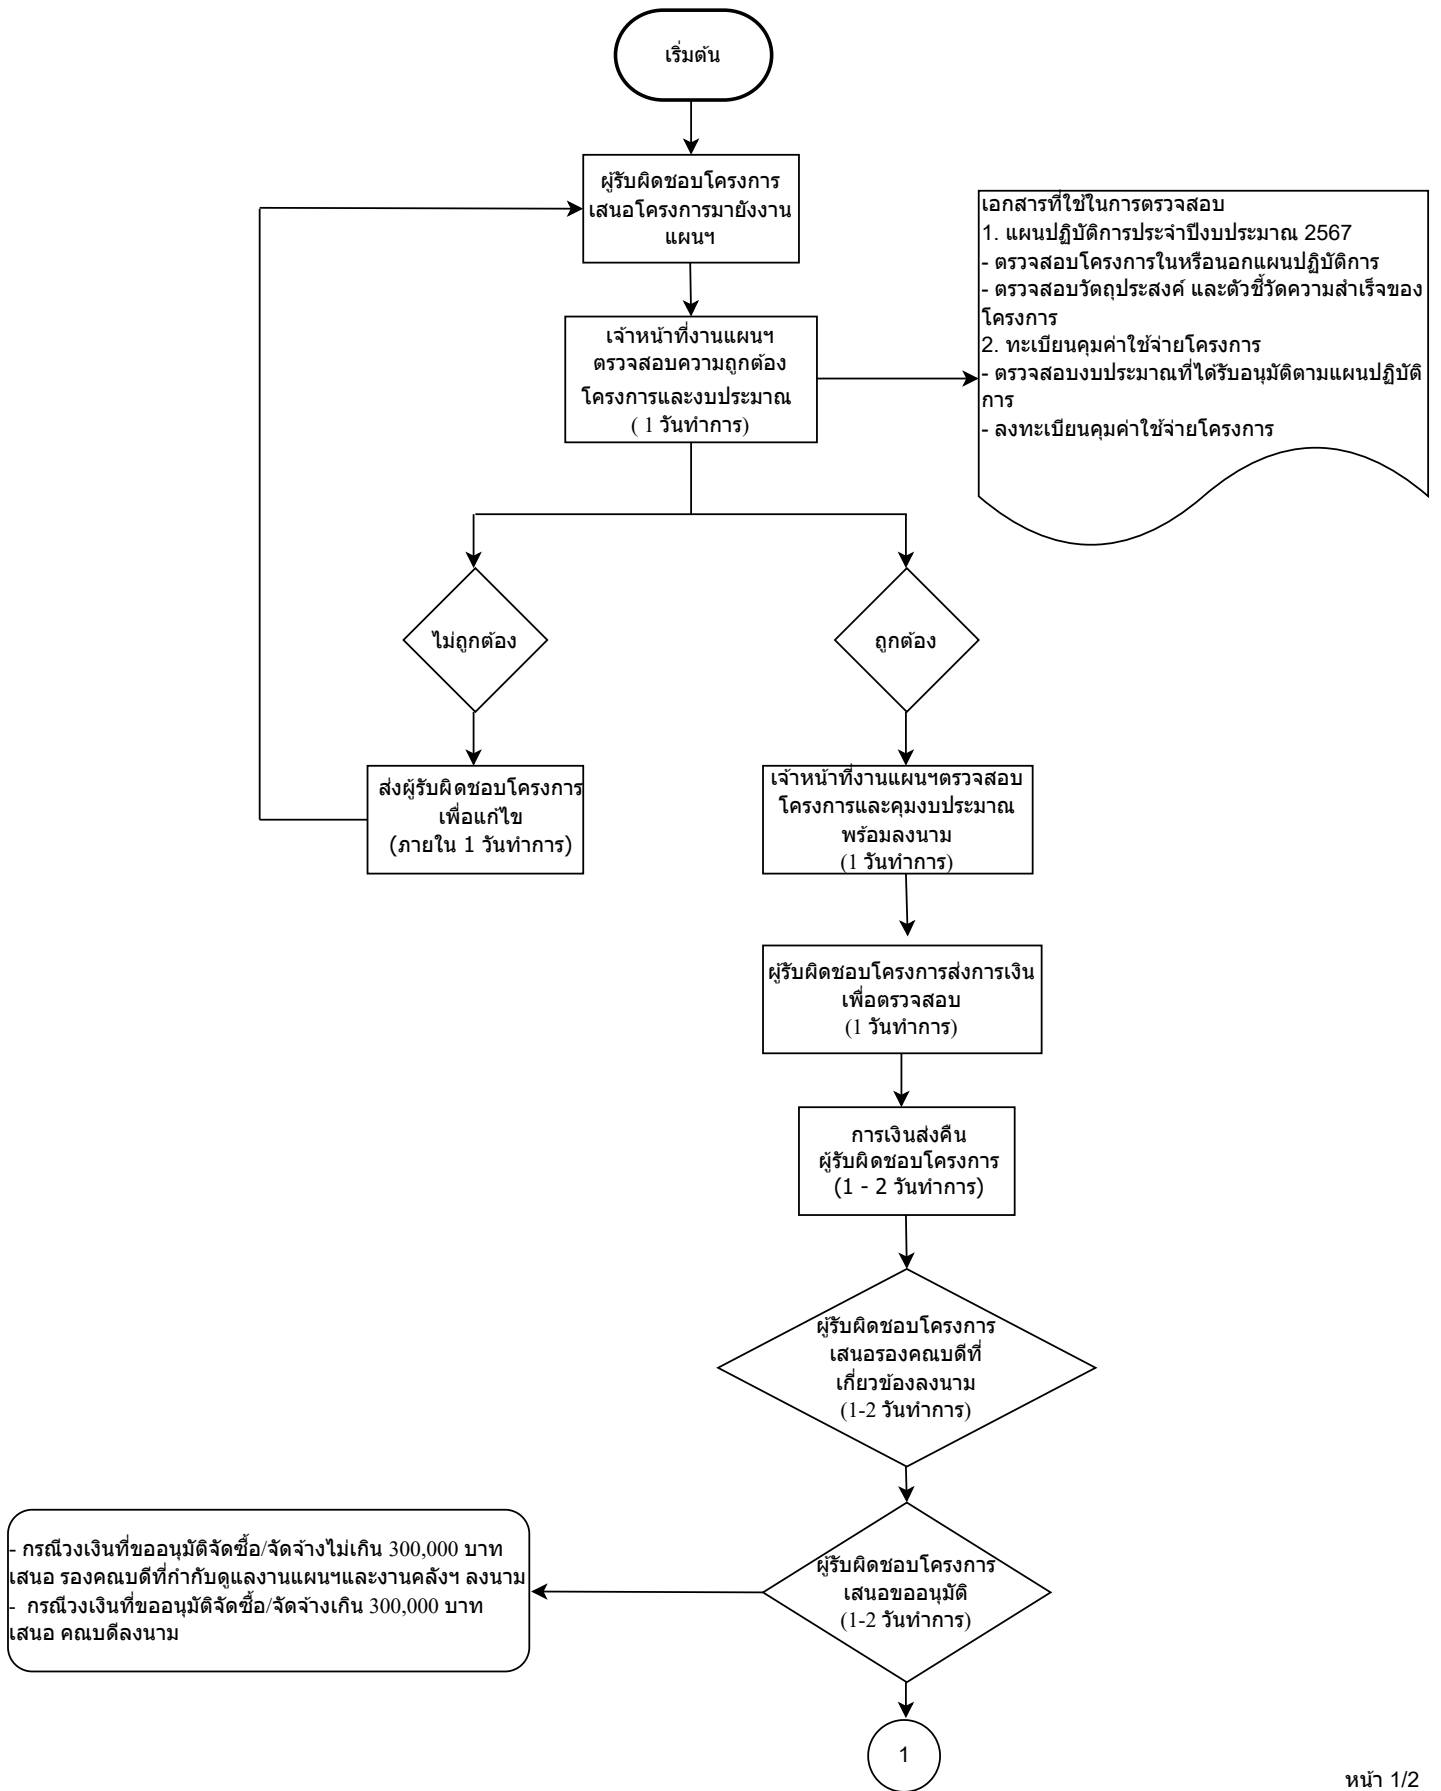 เริ่มต้น
ผู้รับผิดชอบโครงการ
เสนอโครงการมายังงาน
แผนฯ
เอกสารที่ใช้ในการตรวจสอบ
1. แผนปฏิบัติการประจำปีงบประมาณ 2567
- ตรวจสอบโครงการในหรือนอกแผนปฏิบัติการ
- ตรวจสอบวัตถุประสงค์ และตัวชี้วัดความสำเร็จของ
โครงการ
2. ทะเบียนคุมค่าใช้จ่ายโครงการ
- ตรวจสอบงบประมาณที่ได้รับอนุมัติตามแผนปฏิบัติ
การ
- ลงทะเบียนคุมค่าใช้จ่ายโครงการ
เจ้าหน้าที่งานแผนฯ
ตรวจสอบความถูกต้อง
โครงการและงบประมาณ
( 1 วันทำการ)
ไม่ถูกต้อง
ถูกต้อง
ส่งผู้รับผิดชอบโครงการ
เพื่อแก้ไข
(ภายใน 1 วันทำการ)
เจ้าหน้าที่งานแผนฯตรวจสอบ
โครงการและคุมงบประมาณ
พร้อมลงนาม
(1 วันทำการ)
ผู้รับผิดชอบโครงการส่งการเงิน
เพื่อตรวจสอบ
(1 วันทำการ)
การเงินส่งคืน
ผู้รับผิดชอบโครงการ
(1 - 2 วันทำการ)
ผู้รับผิดชอบโครงการ
เสนอรองคณบดีที่
เกี่ยวข้องลงนาม
(1-2 วันทำการ)
ผู้รับผิดชอบโครงการ
เสนอขออนุมัติ
(1-2 วันทำการ)
- กรณีวงเงินที่ขออนุมัติจัดซื้อ/จัดจ้างไม่เกิน 300,000 บาท
เสนอ รองคณบดีที่กำกับดูแลงานแผนฯและงานคลังฯ ลงนาม
- กรณีวงเงินที่ขออนุมัติจัดซื้อ/จัดจ้างเกิน 300,000 บาท
เสนอ คณบดีลงนาม
1
หน้า 1/2